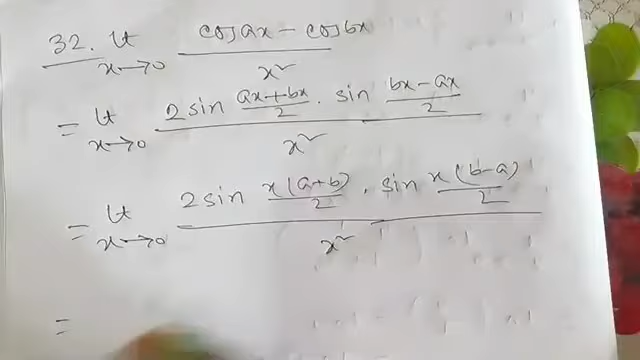 32. Lt x→0 (cos ax - cos bx) / x²
= Lt x→0 (2 sin (ax+bx)/2 . sin (bx-ax)/2) / x²
= Lt x→0 (2 sin x(a+b)/2 . sin x(b-a)/2) / x²
=